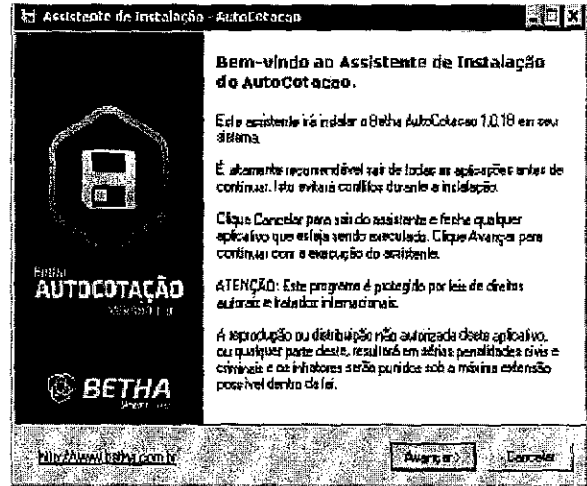 Assistente de Instalação - AutoCotacao
Bem-vindo ao Assistente de Instalação
do AutoCotacao.
Este assistente irá instalar o Betha AutoCotacao 1.0.18 em seu
sistema.
É altamente recomendável sair de todas as aplicações antes de
continuar. Isto evitará conflitos durante a instalação.
Clique Cancelar para sair do assistente e feche qualquer
aplicativo que esteja sendo executado. Clique Avançar para
continuar com a execução do assistente.
ATENÇÃO: Este programa é protegido por leis de direitos
autorais e tratados internacionais.
A reprodução ou distribuição não autorizada deste aplicativo,
ou qualquer parte deste, resultará em sérias penalidades civis e
criminais e os infratores serão punidos sob a máxima extensão
possível dentro da lei.
Betha
AUTOCOTAÇÃO
VERSÃO 1.0
BETHA
http://www.betha.com.br
Avançar >
Cancelar